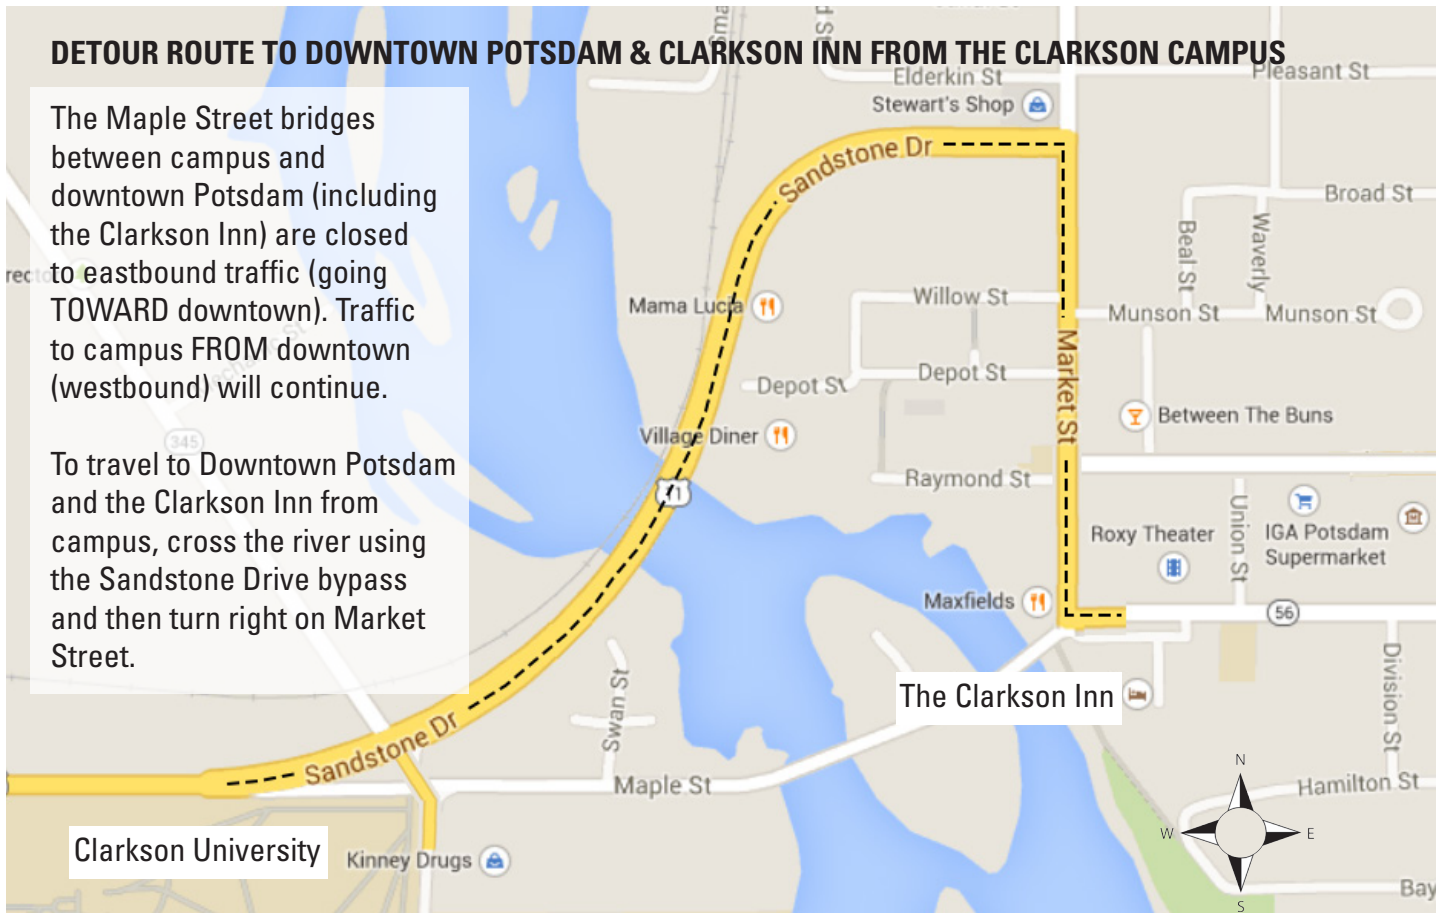 DETOUR ROUTE TO DOWNTOWN POTSDAM & CLARKSON INN FROM THE CLARKSON CAMPUS
The Maple Street bridges
between campus and
downtown Potsdam (including
the Clarkson Inn) are closed
to eastbound traffic (going
TOWARD downtown). Traffic
to campus FROM downtown
(westbound) will continue.
To travel to Downtown Potsdam
and the Clarkson Inn from
campus, cross the river using
the Sandstone Drive bypass
and then turn right on Market
Street.
Elderkin St
Pleasant St
Stewart's Shop
Sandstone Dr
Broad St
Beal St
Waverly
Mama Lucia
Willow St
Munson St
Munson St
Market St
Depot St
Depot St
Between The Buns
345
Village Diner
Raymond St
11
Roxy Theater
Union St
IGA Potsdam
Supermarket
Maxfields
56
Division St
The Clarkson Inn
Swan St
Sandstone Dr
Maple St
Hamilton St
N
W
E
S
Clarkson University
Kinney Drugs
Bay